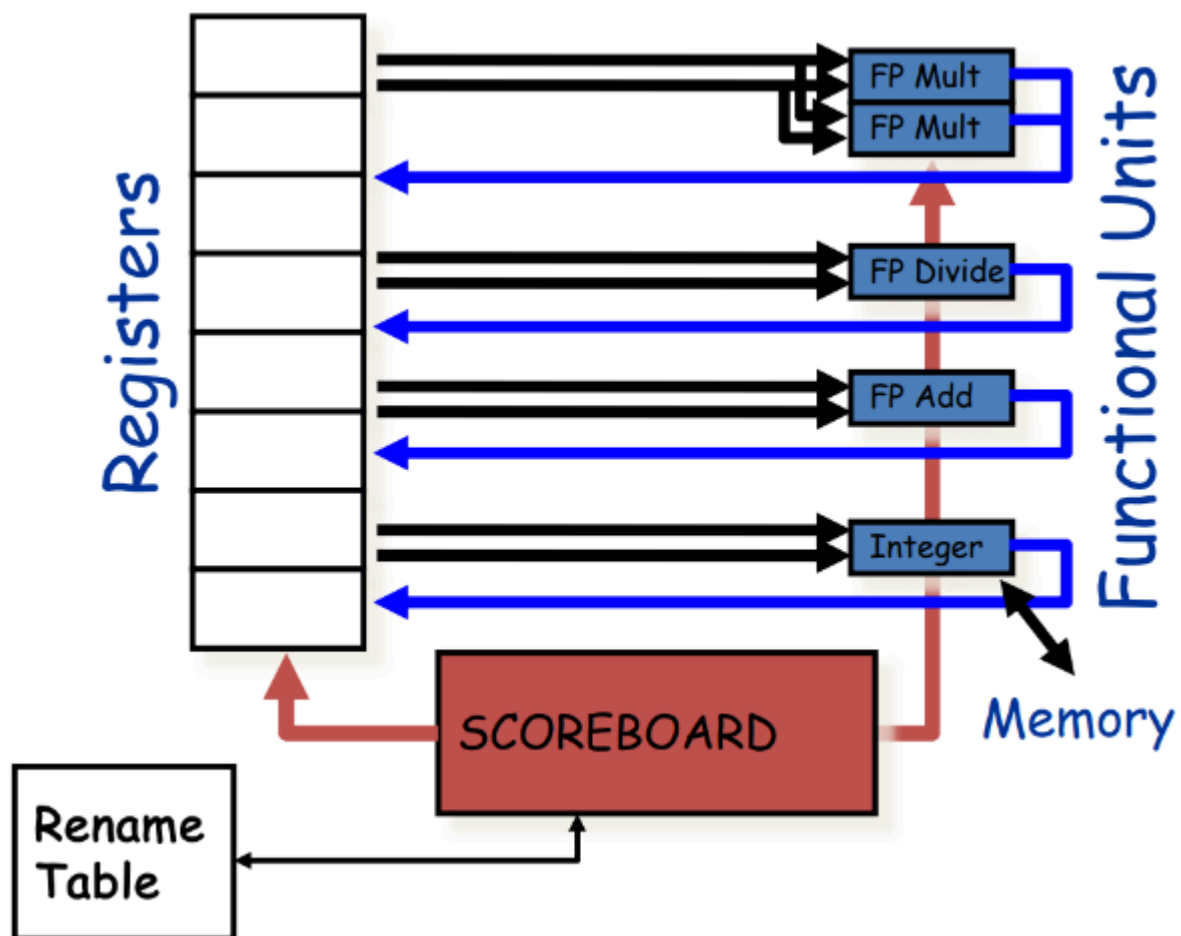 Registers
FP Mult
FP Mult
FP Divide
FP Add
Integer
Functional Units
Memory
SCOREBOARD
Rename
Table